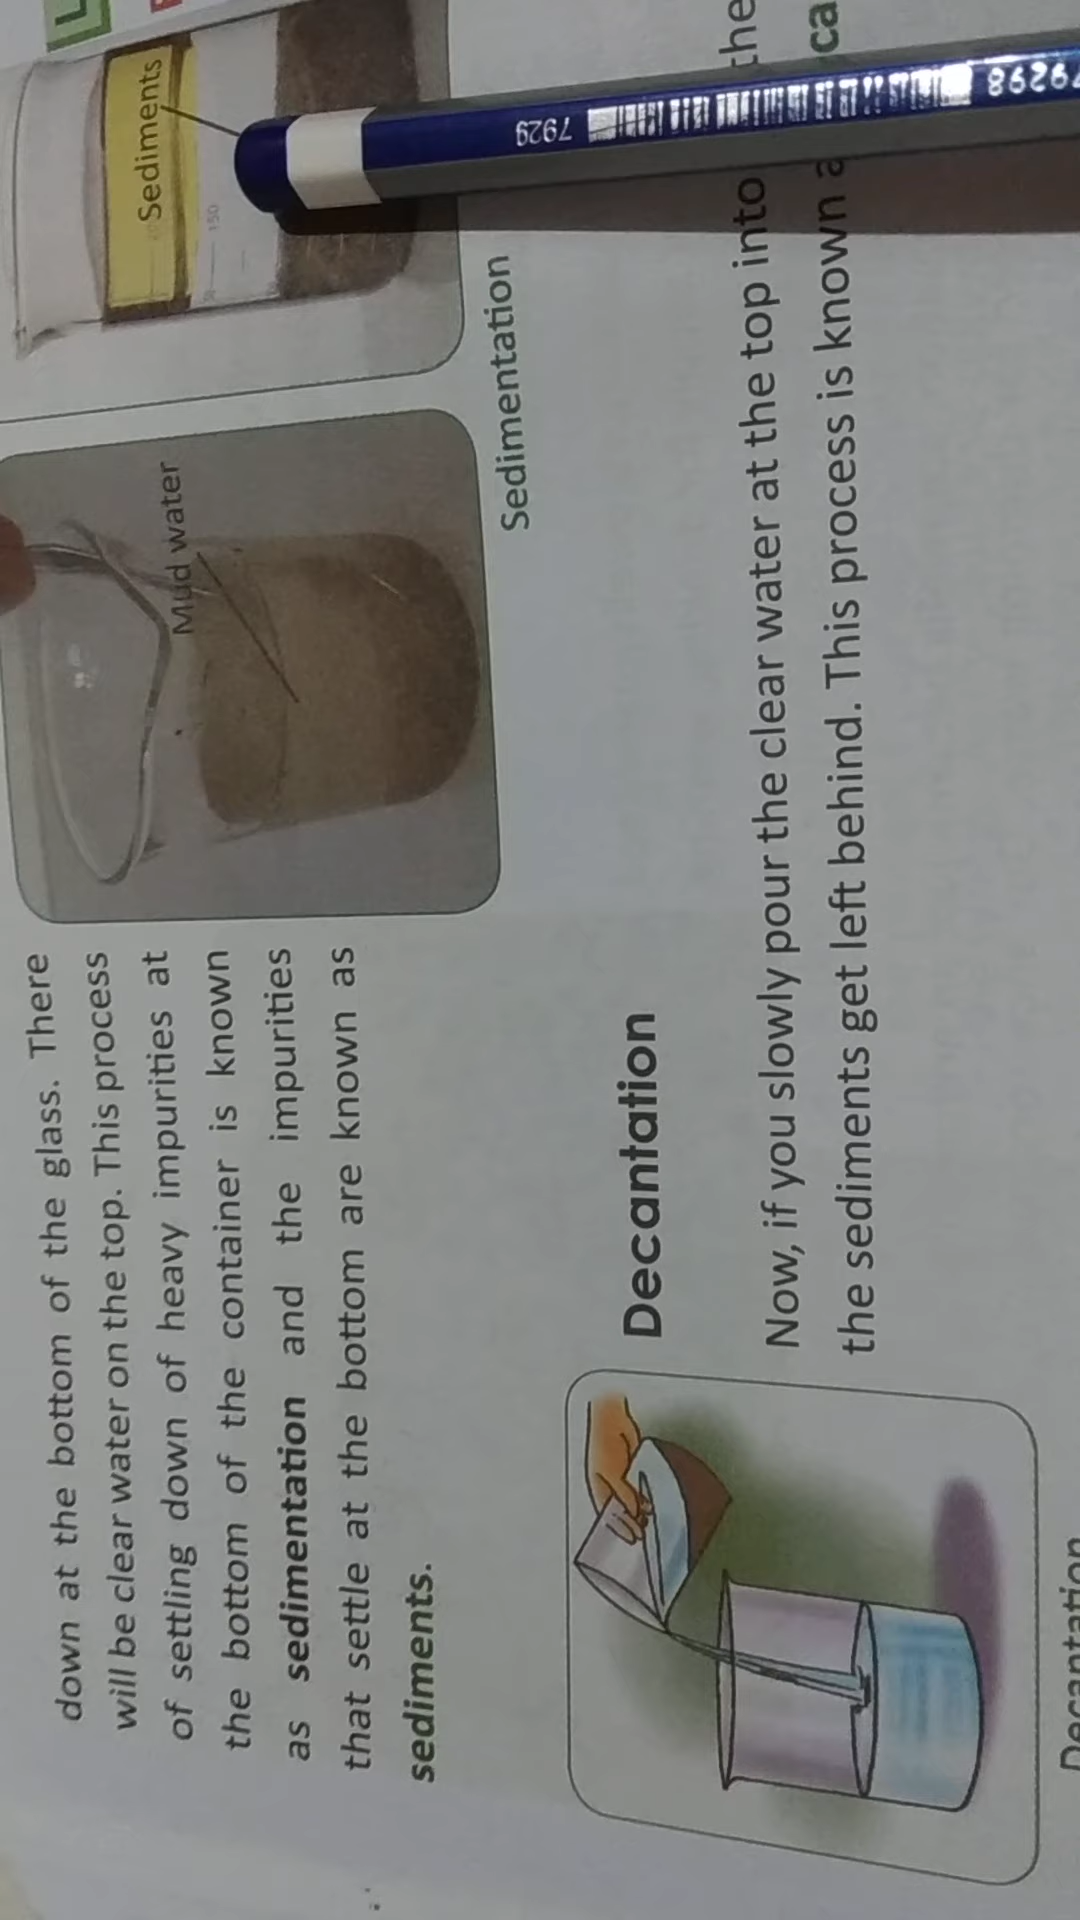 down at the bottom of the glass. There
will be clear water on the top. This process
of settling down of heavy impurities at
the bottom of the container is known
as sedimentation and the impurities
that settle at the bottom are known as
sediments.
Mud water
Sediments
150
Sedimentation
Decantation
Now, if you slowly pour the clear water at the top into the
the sediments get left behind. This process is known a ca
Decantation
7929
79298